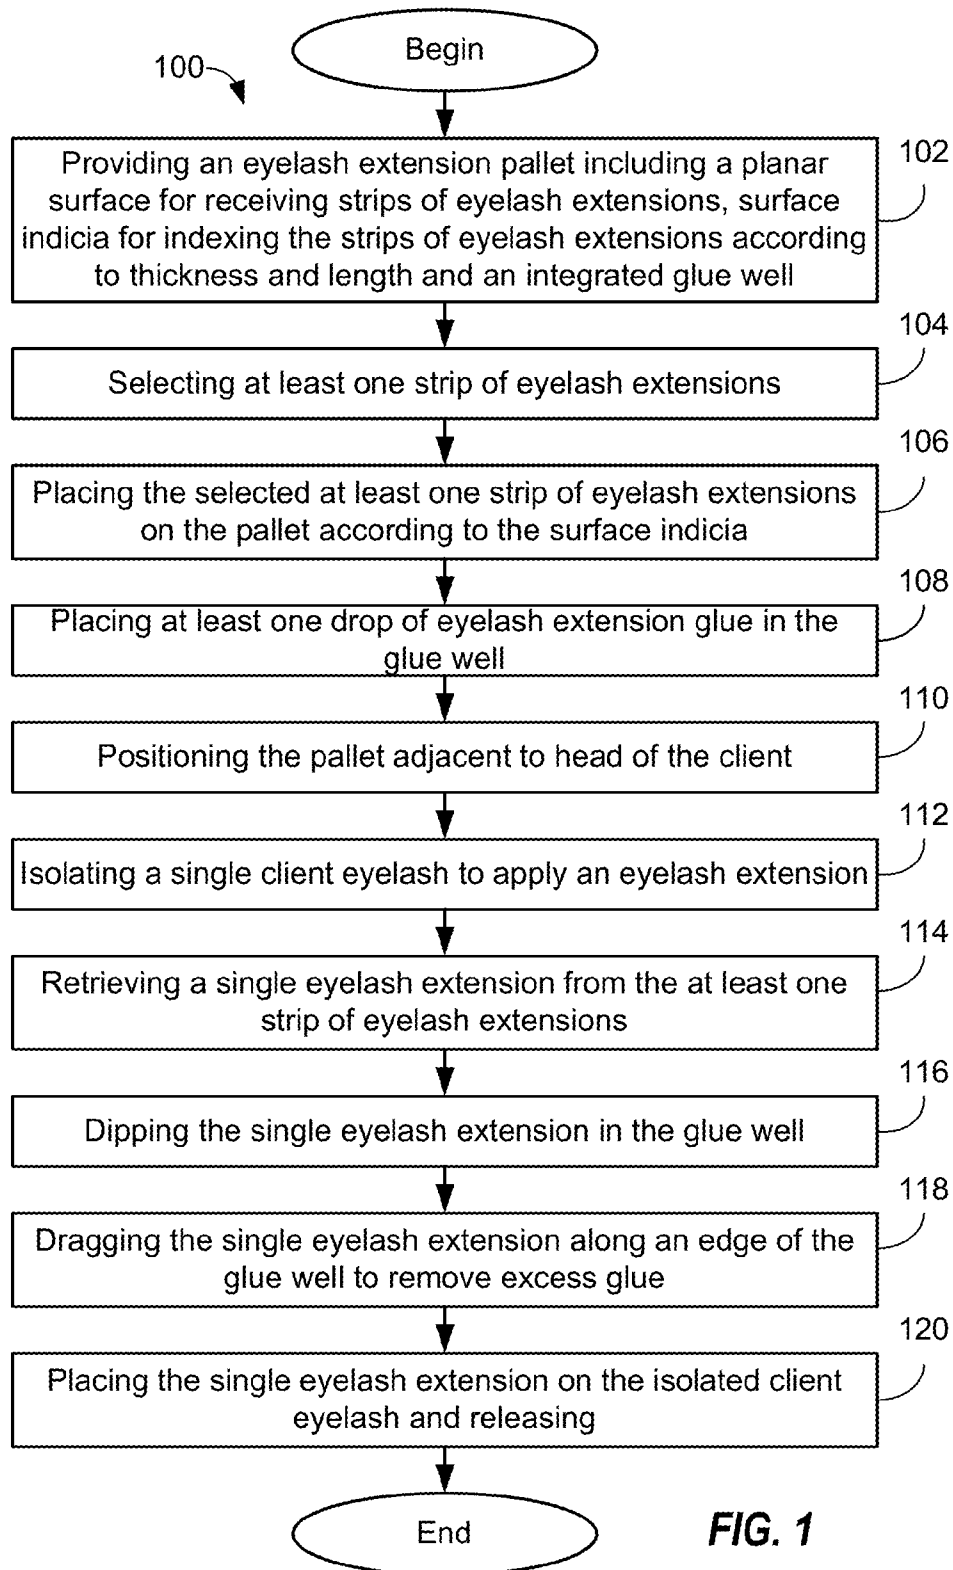 Begin
100
102
Providing an eyelash extension pallet including a planar
surface for receiving strips of eyelash extensions, surface
indicia for indexing the strips of eyelash extensions according
to thickness and length and an integrated glue well
104
Selecting at least one strip of eyelash extensions
106
Placing the selected at least one strip of eyelash extensions
on the pallet according to the surface indicia
108
Placing at least one drop of eyelash extension glue in the
glue well
110
Positioning the pallet adjacent to head of the client
112
Isolating a single client eyelash to apply an eyelash extension
114
Retrieving a single eyelash extension from the at least one
strip of eyelash extensions
116
Dipping the single eyelash extension in the glue well
118
Dragging the single eyelash extension along an edge of the
glue well to remove excess glue
120
Placing the single eyelash extension on the isolated client
eyelash and releasing
End
FIG. 1